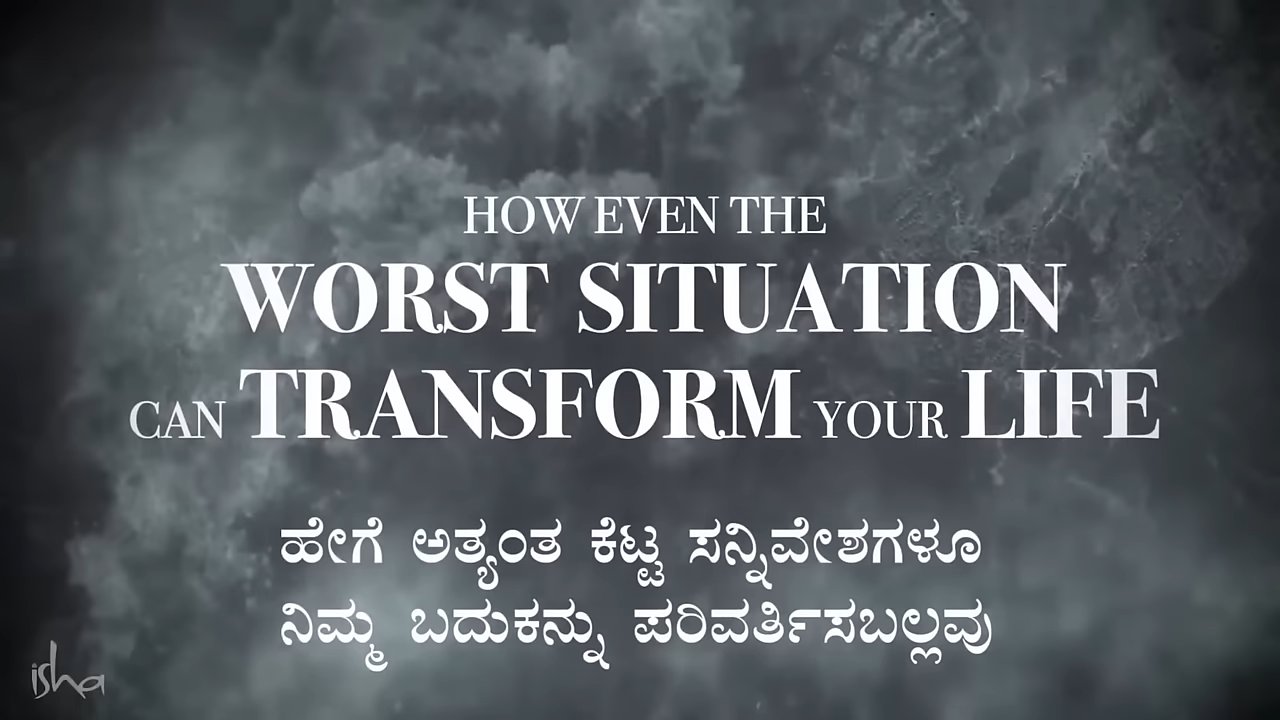 HOW EVEN THE
WORST SITUATION
CAN TRANSFORM YOUR LIFE
ಹೇಗೆ ಅತ್ಯಂತ ಕೆಟ್ಟ ಸನ್ನಿವೇಶಗಳೂ
ನಿಮ್ಮ ಬದುಕನ್ನು ಪರಿವರ್ತಿಸಬಲ್ಲವು
isha